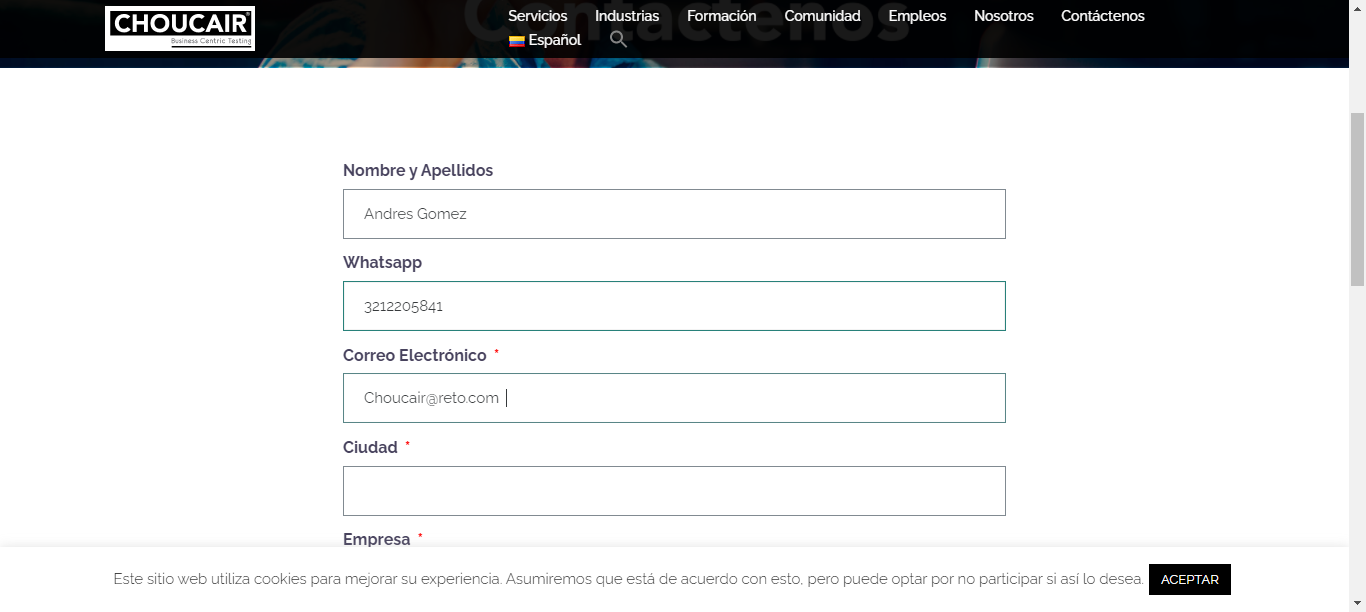 CHOUCAIR
Business Centric Testing
Contáctenos
Servicios Industrias Formación Comunidad Empleos Nosotros Contáctenos
Español
Nombre y Apellidos
Andres Gomez
Whatsapp
3212205841
Correo Electrónico *
Choucair@reto.com
Ciudad *
Empresa *
Este sitio web utiliza cookies para mejorar su experiencia. Asumiremos que está de acuerdo con esto, pero puede optar por no participar si así lo desea. ACEPTAR